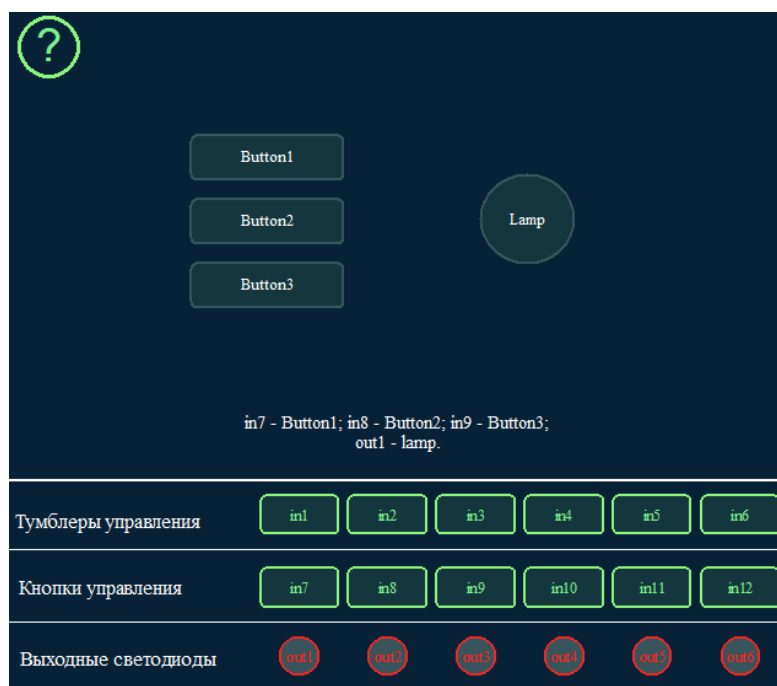 ?
Button1
Lamp
Button2
Button3
in7 - Button1; in8 - Button2; in9 - Button3;
out1 - lamp.
Тумблеры управления in1 in2 in3 in4 in5 in6
Кнопки управления in7 in8 in9 in10 in11 in12
Выходные светодиоды out1 out2 out3 out4 out5 out6